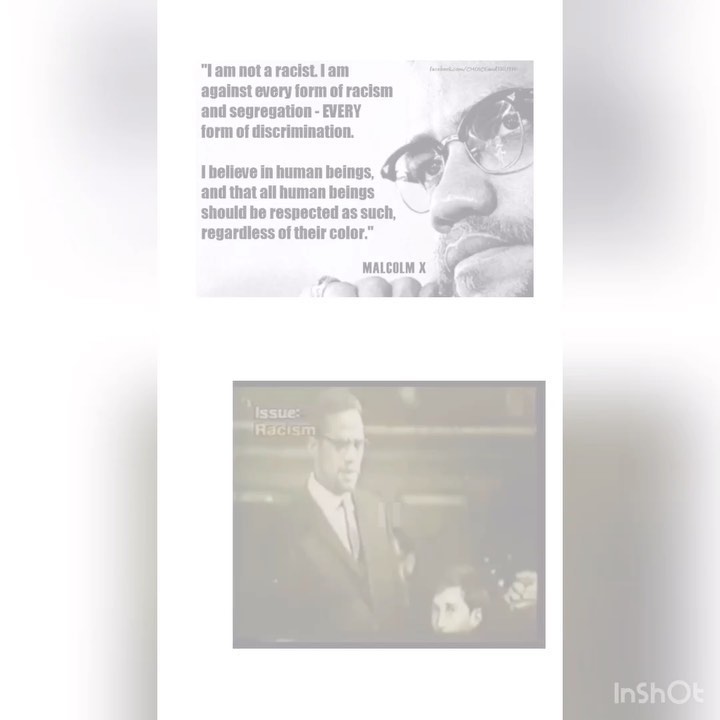 "I am not a racist. I am
against every form of racism
and segregation - EVERY
form of discrimination.
I believe in human beings,
and that all human beings
should be respected as such,
regardless of their color."
MALCOLM X
Issue:
Racism
InShOt